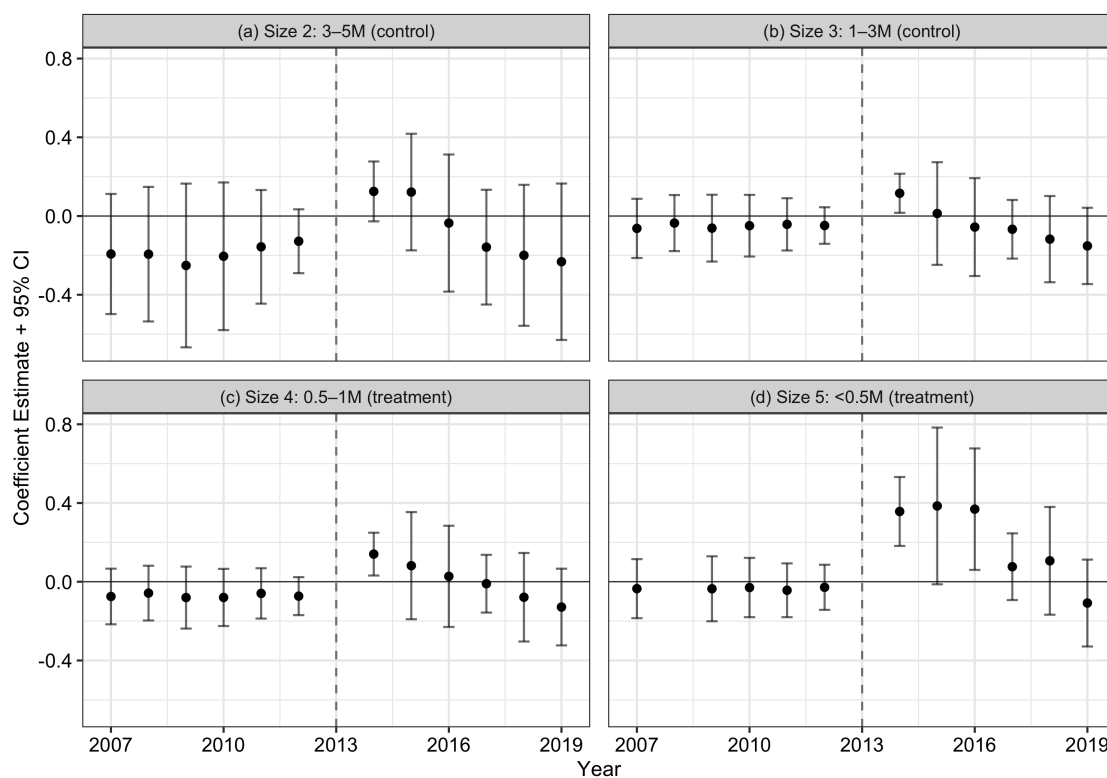 (a) Size 2: 3–5M (control)
(b) Size 3: 1–3M (control)
0.8
0.4
0.0
-0.4
(c) Size 4: 0.5–1M (treatment)
(d) Size 5: <0.5M (treatment)
0.8
0.4
0.0
-0.4
Coefficient Estimate + 95% CI
2007 2010 2013 2016 2019 2007 2010 2013 2016 2019
Year